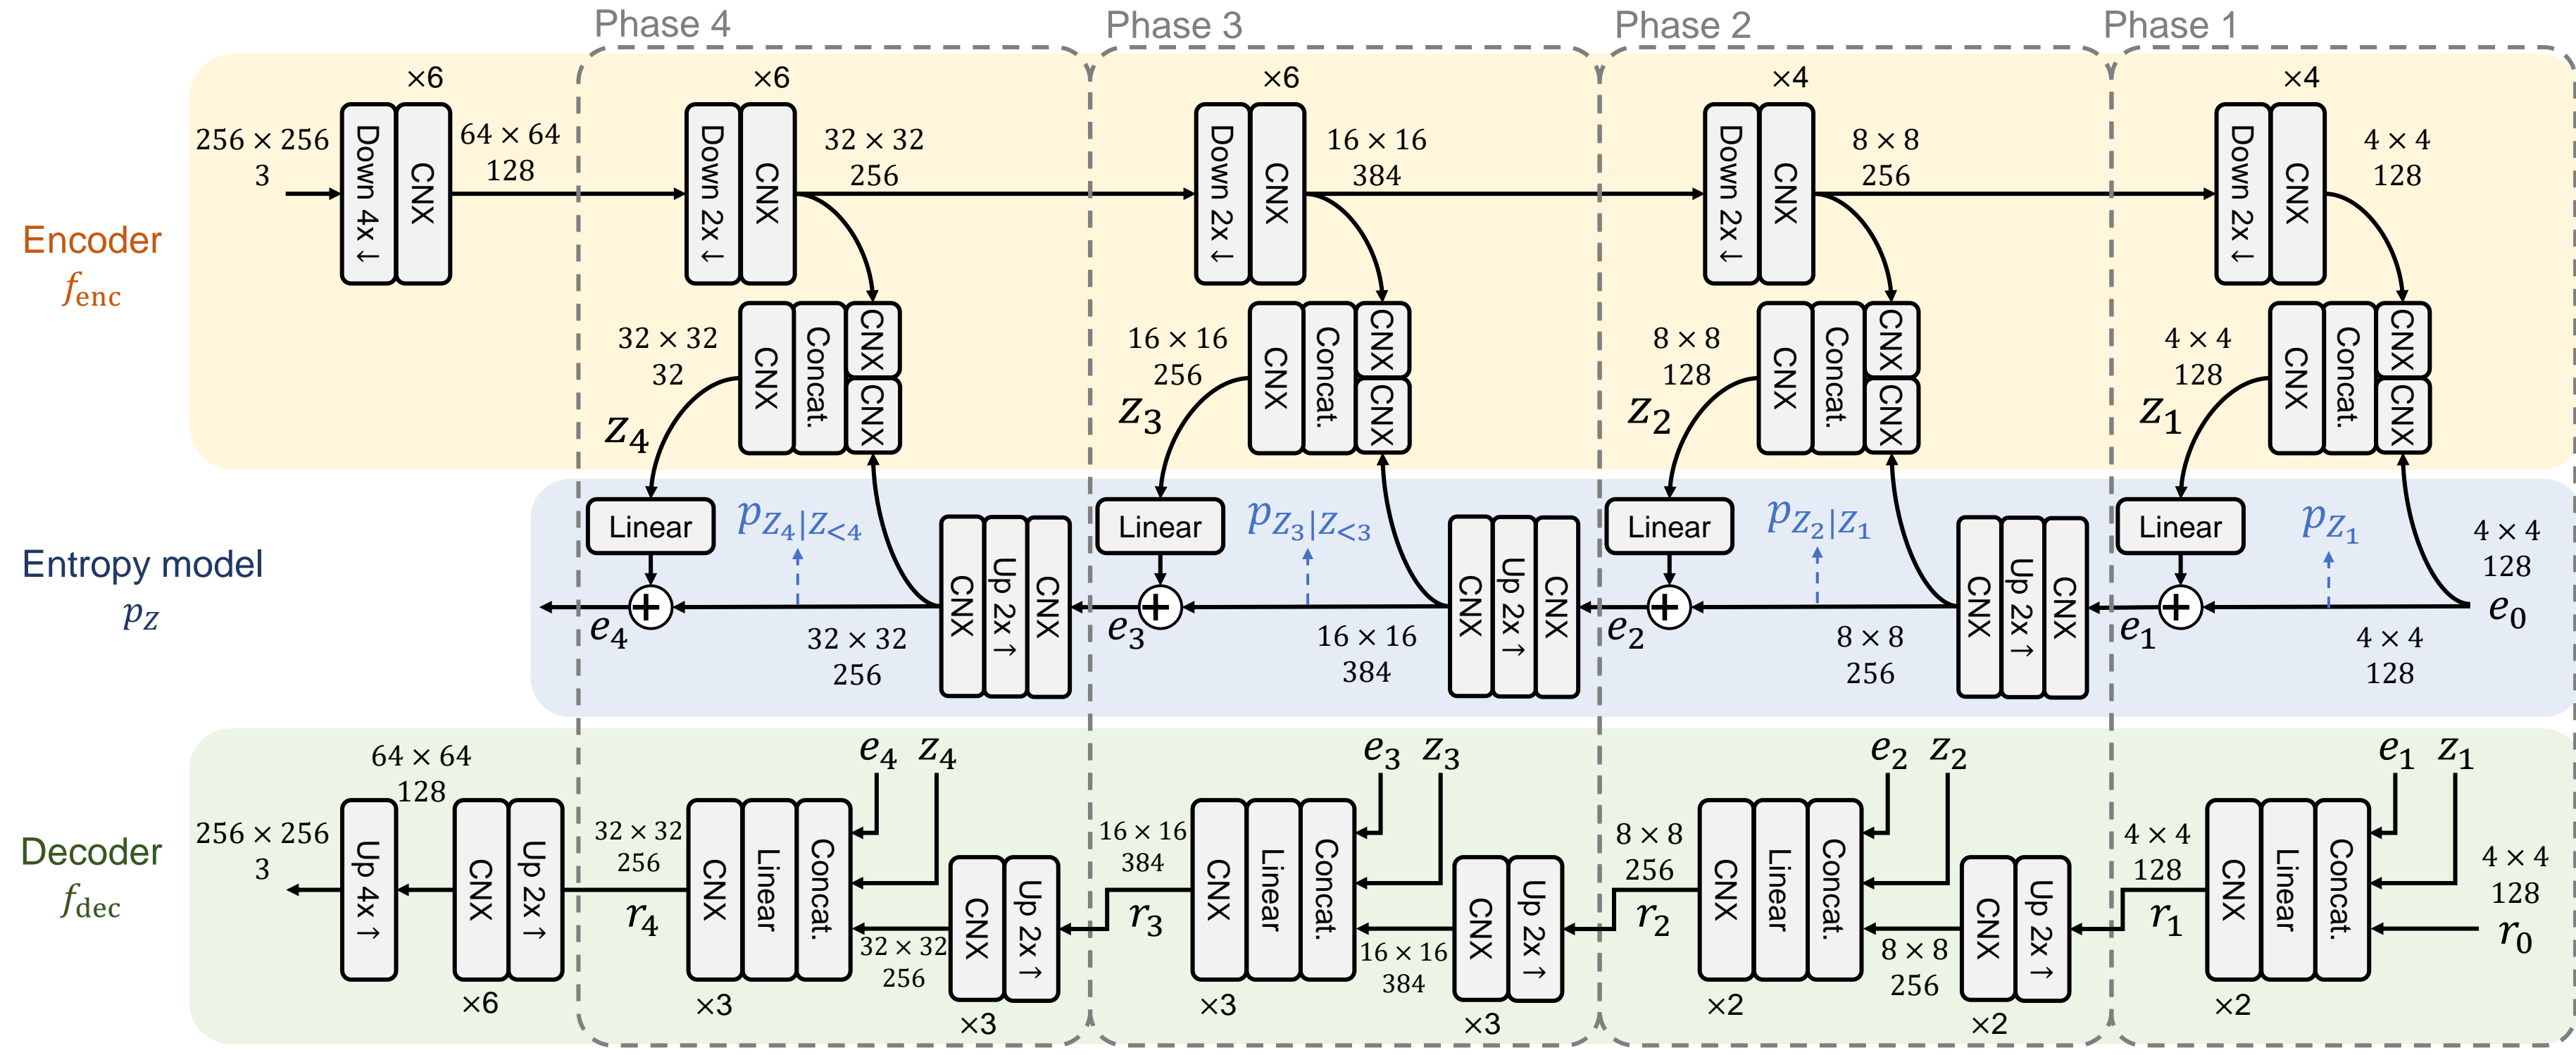 Phase 4
Phase 3
Phase 2
Phase 1
Encoder
f_enc
256 × 256
3
Down 4x ↓
CNX
×6
64 × 64
128
Down 2x ↓
CNX
×6
32 × 32
256
Down 2x ↓
CNX
×6
16 × 16
384
Down 2x ↓
CNX
×4
8 × 8
256
Down 2x ↓
CNX
×4
4 × 4
128
32 × 32
32
z_4
CNX
Concat.
CNX
CNX
16 × 16
256
z_3
CNX
Concat.
CNX
CNX
8 × 8
128
z_2
CNX
Concat.
CNX
CNX
4 × 4
128
z_1
CNX
Concat.
CNX
CNX
Entropy model
p_Z
e_4
Linear
+
p_{Z_4|Z_{<4}}
32 × 32
256
CNX
Up 2x ↑
CNX
e_3
Linear
+
p_{Z_3|Z_{<3}}
16 × 16
384
CNX
Up 2x ↑
CNX
e_2
Linear
+
p_{Z_2|Z_1}
8 × 8
256
CNX
Up 2x ↑
CNX
e_1
Linear
+
p_{Z_1}
4 × 4
128
4 × 4
128
e_0
Decoder
f_dec
256 × 256
3
Up 4x ↑
64 × 64
128
CNX
Up 2x ↑
×6
32 × 32
256
r_4
CNX
Linear
Concat.
×3
e_4 z_4
32 × 32
256
CNX
Up 2x ↑
×3
16 × 16
384
r_3
CNX
Linear
Concat.
×3
e_3 z_3
16 × 16
384
CNX
Up 2x ↑
×3
8 × 8
256
r_2
CNX
Linear
Concat.
×2
e_2 z_2
8 × 8
256
CNX
Up 2x ↑
×2
4 × 4
128
r_1
CNX
Linear
Concat.
×2
e_1 z_1
4 × 4
128
r_0